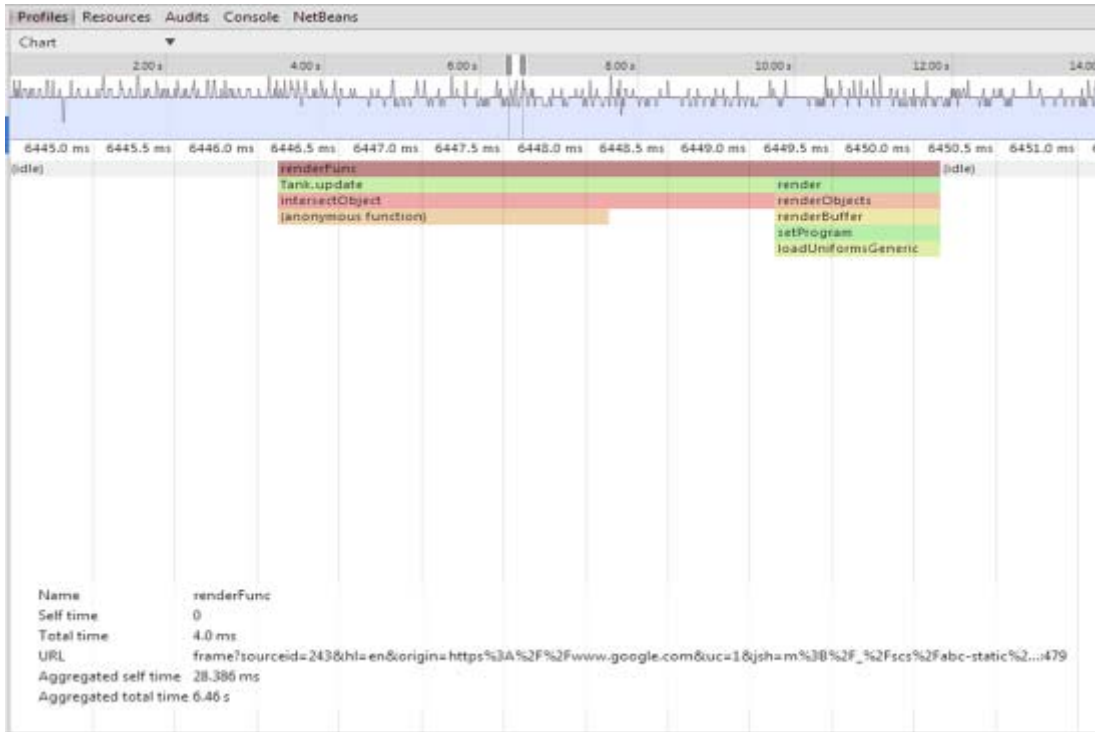 Profiles Resources Audits Console NetBeans
Chart ▼
2.00 s 4.00 s 6.00 s 8.00 s 10.00 s 12.00 s 14.00
6445.0 ms 6445.5 ms 6446.0 ms 6446.5 ms 6447.0 ms 6447.5 ms 6448.0 ms 6448.5 ms 6449.0 ms 6449.5 ms 6450.0 ms 6450.5 ms 6451.0 ms
(idle) renderFunc (idle)
Tank.update render
intersectObject renderObjects
(anonymous function) renderBuffer
setProgram
loadUniformsGeneric
Name renderFunc
Self time 0
Total time 4.0 ms
URL frame?sourceid=243&hl=en&origin=https%3A%2F%2Fwww.google.com&uc=1&jsh=m%3B%2F_%2Fscs%2Fabc-static%2...:479
Aggregated self time 28.386 ms
Aggregated total time 6.46 s